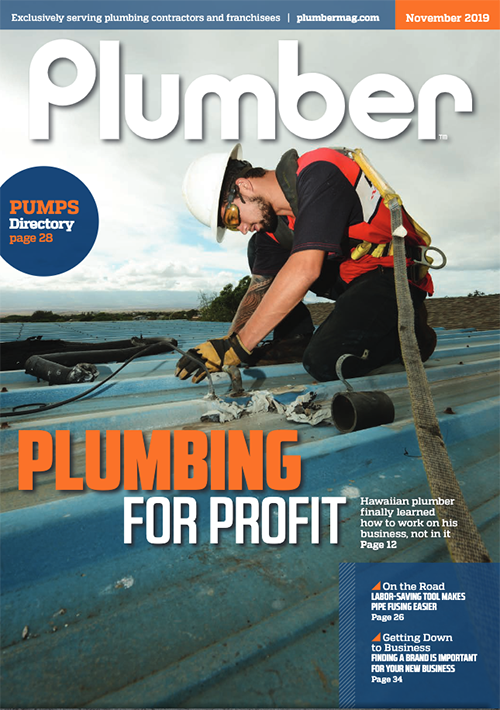 Exclusively serving plumbing contractors and franchisees | plumbermag.com
November 2019
Plumber™
PUMPS
Directory
page 28
PLUMBING
FOR PROFIT
Hawaiian plumber
finally learned
how to work on his
business, not in it
Page 12
On the Road
LABOR-SAVING TOOL MAKES
PIPE FUSING EASIER
Page 26
Getting Down
to Business
FINDING A BRAND IS IMPORTANT
FOR YOUR NEW BUSINESS
Page 34